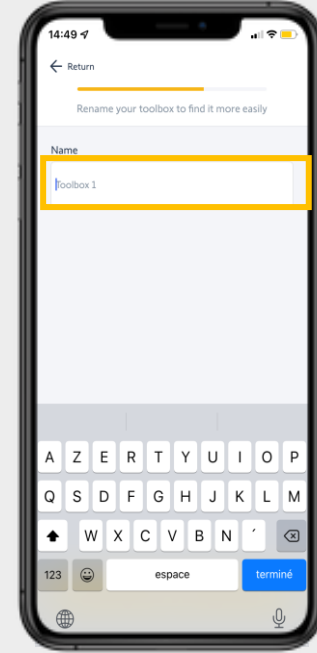 14:49
Return
Rename your toolbox to find it more easily
Name
Toolbox 1
A Z E R T Y U I O P
Q S D F G H J K L M
W X C V B N ´
123 espace terminé